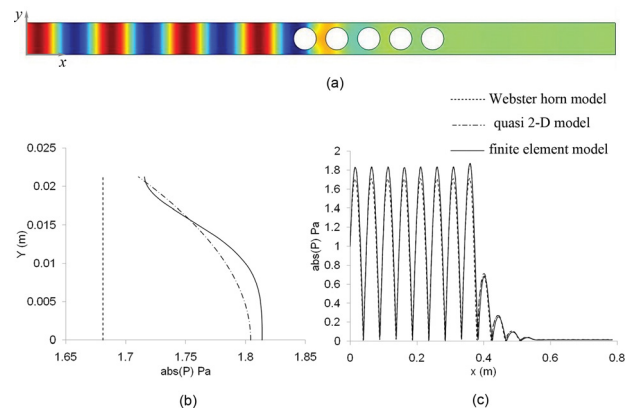 y
x
(a)
Webster horn model
quasi 2-D model
finite element model
0.025
0.02
0.015
0.01
0.005
0
Y (m)
1.65
1.7
1.75
1.8
1.85
abs(P) Pa
(b)
2
1.8
1.6
1.4
1.2
1
0.8
0.6
0.4
0.2
0
abs(P) Pa
0
0.2
0.4
0.6
0.8
x (m)
(c)